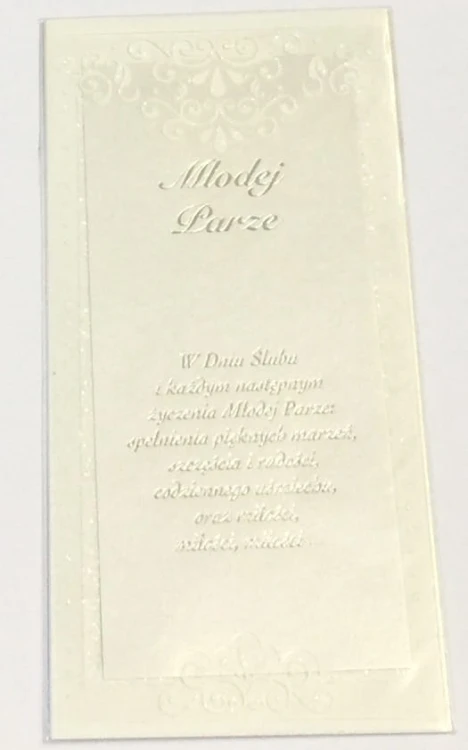 Młodej
Parze
W Dniu Ślubu
i każdym następnym
życzenia Młodej Parze:
spełnienia pięknych marzeń,
szczęścia i radości,
codziennego uśmiechu,
oraz miłości,
miłości, miłości...